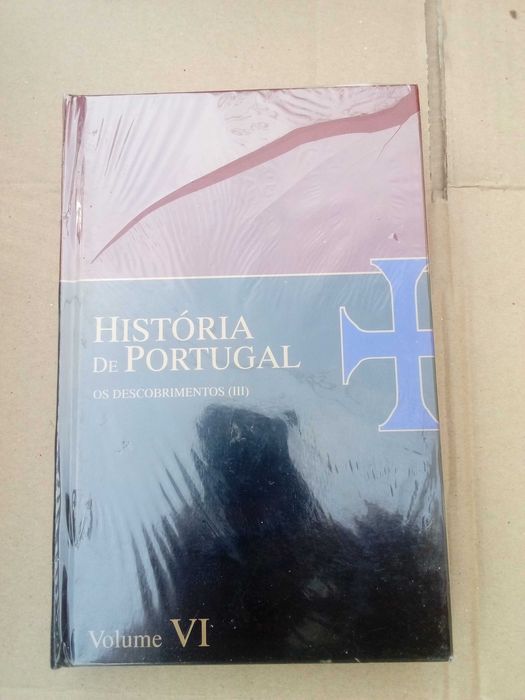 HISTÓRIA
DE PORTUGAL
OS DESCOBRIMENTOS (III)
Volume VI